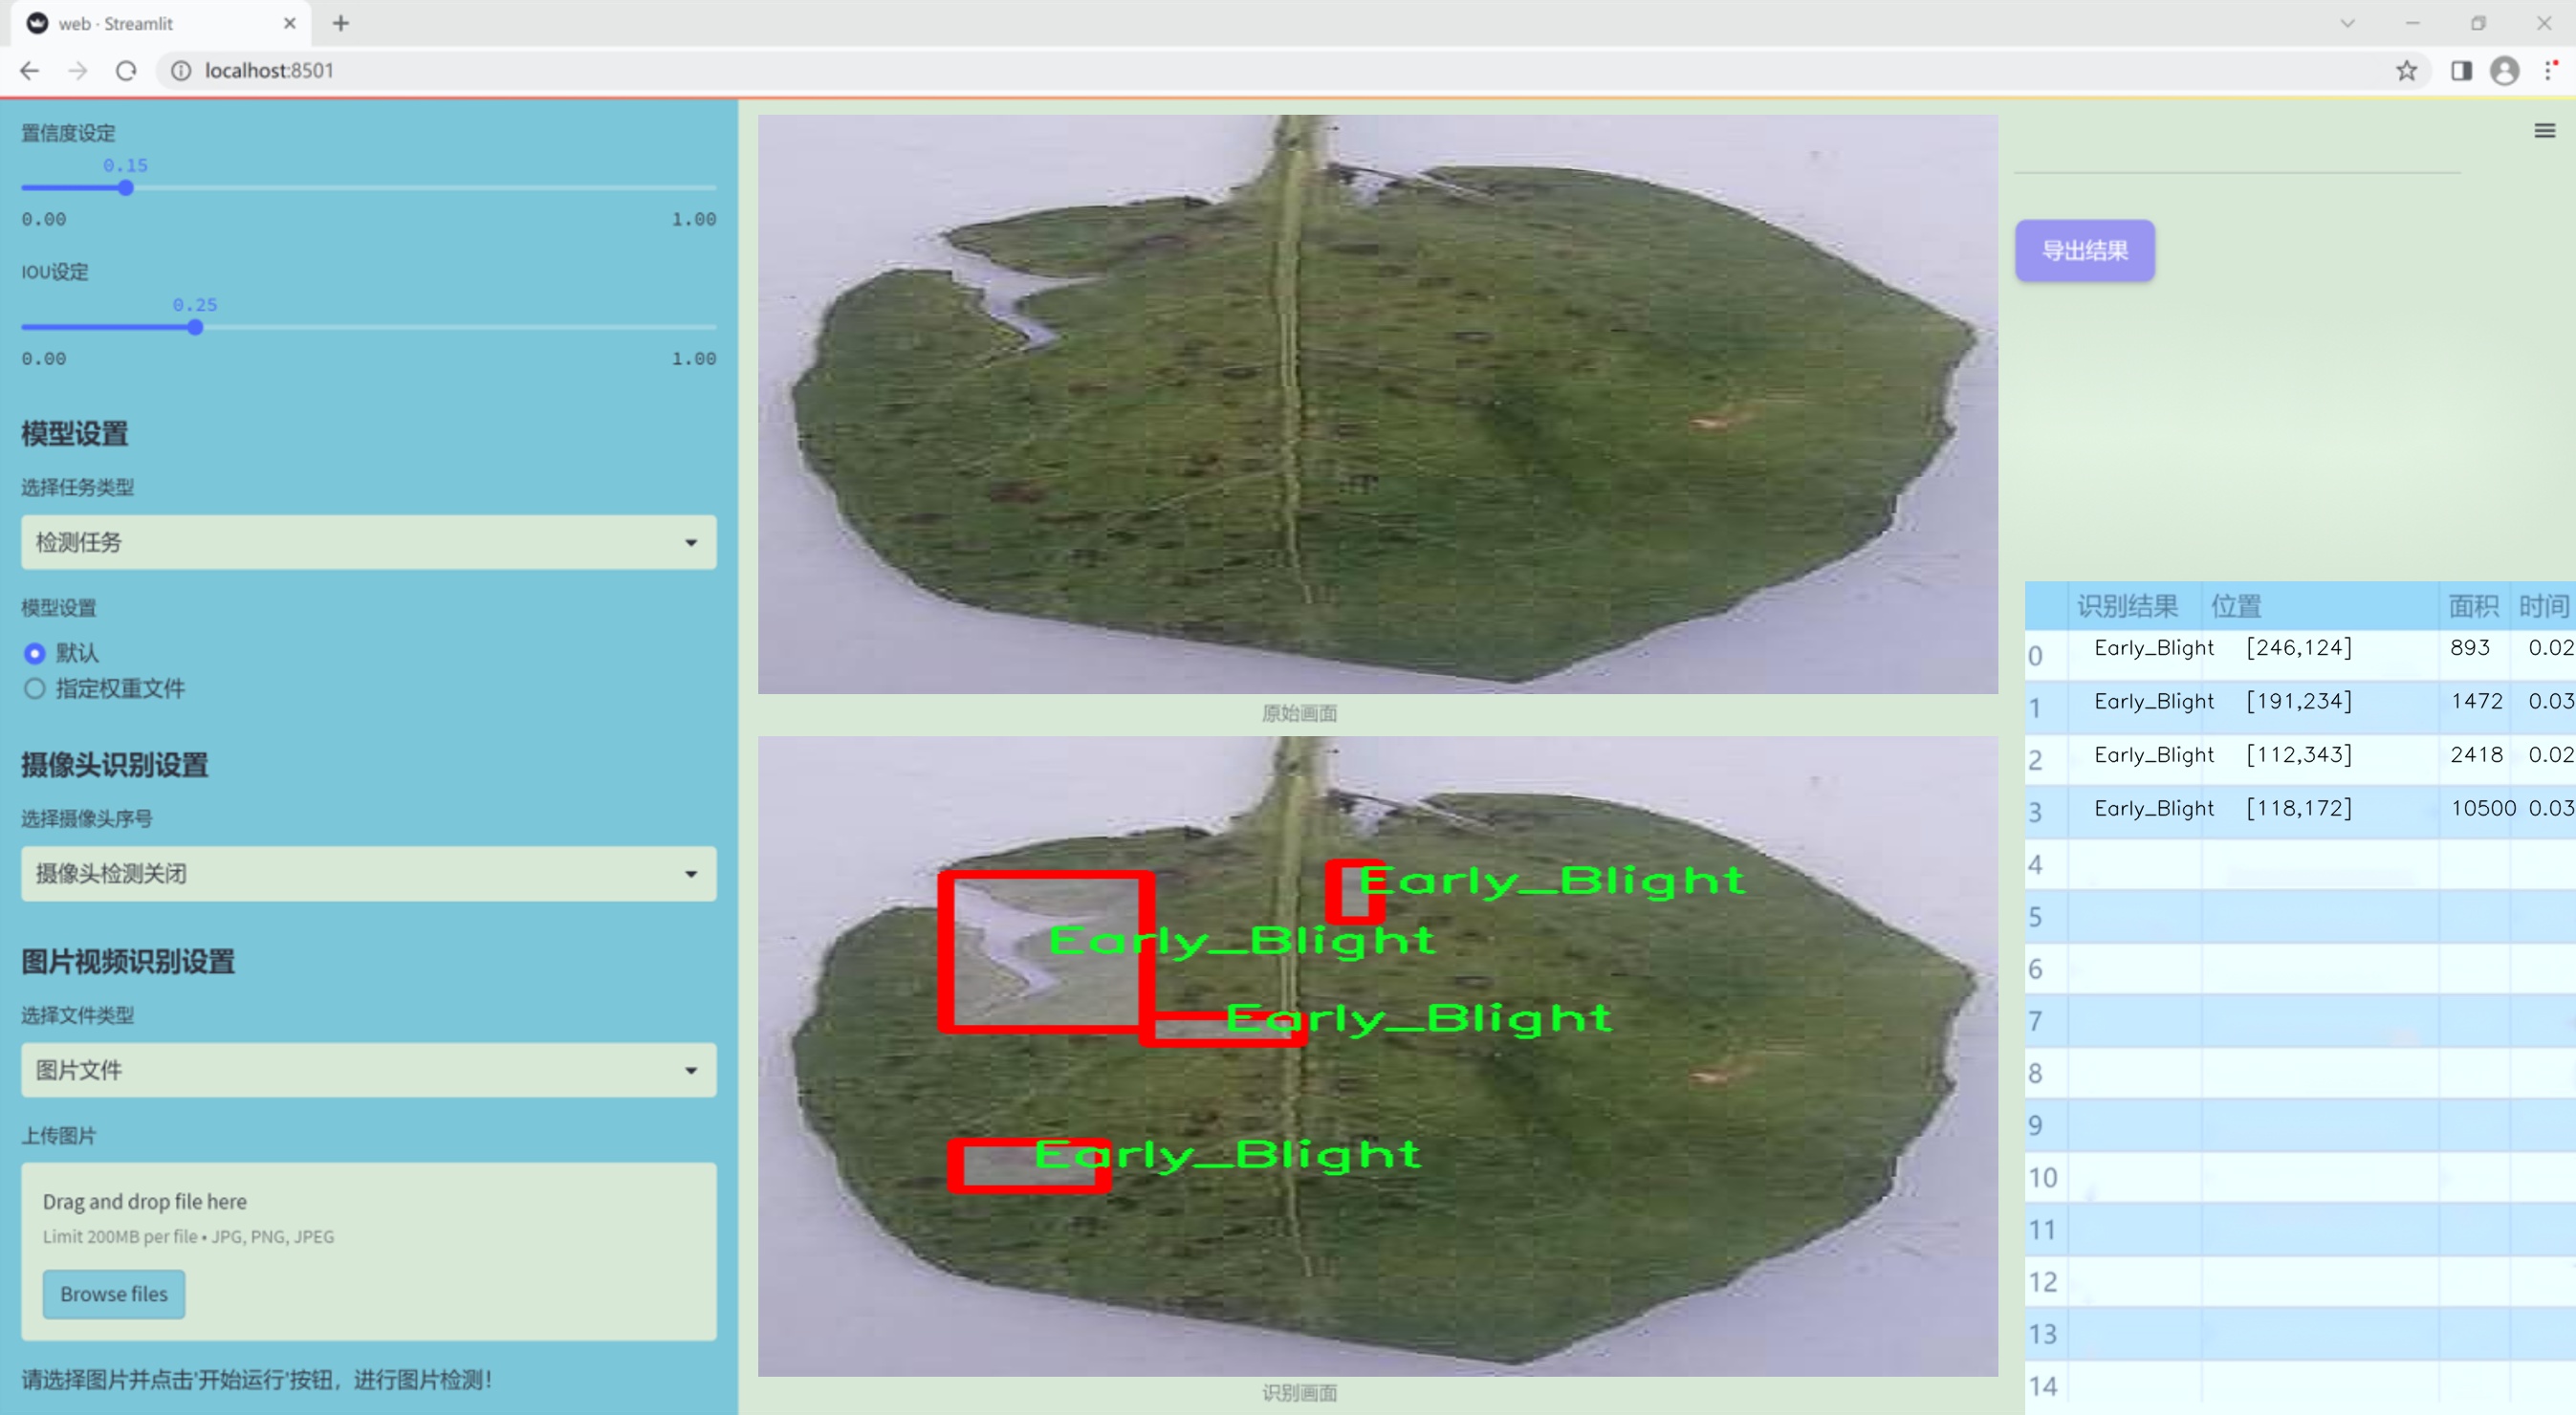 web · Streamlit
localhost:8501
置信度设定
0.15
0.00 1.00
IOU设定
0.25
0.00 1.00
模型设置
选择任务类型
检测任务
模型设置
默认
指定权重文件
摄像头识别设置
选择摄像头序号
摄像头检测关闭
图片视频识别设置
选择文件类型
图片文件
上传图片
Drag and drop file here
Limit 200MB per file • JPG, PNG, JPEG
Browse files
请选择图片并点击'开始运行'按钮，进行图片检测！
原始画面
Early_Blight
Early_Blight
Early_Blight
Early_Blight
识别画面
导出结果
识别结果 位置 面积 时间
0 Early_Blight [246,124] 893 0.02
1 Early_Blight [191,234] 1472 0.03
2 Early_Blight [112,343] 2418 0.02
3 Early_Blight [118,172] 10500 0.03
4
5
6
7
8
9
10
11
12
13
14